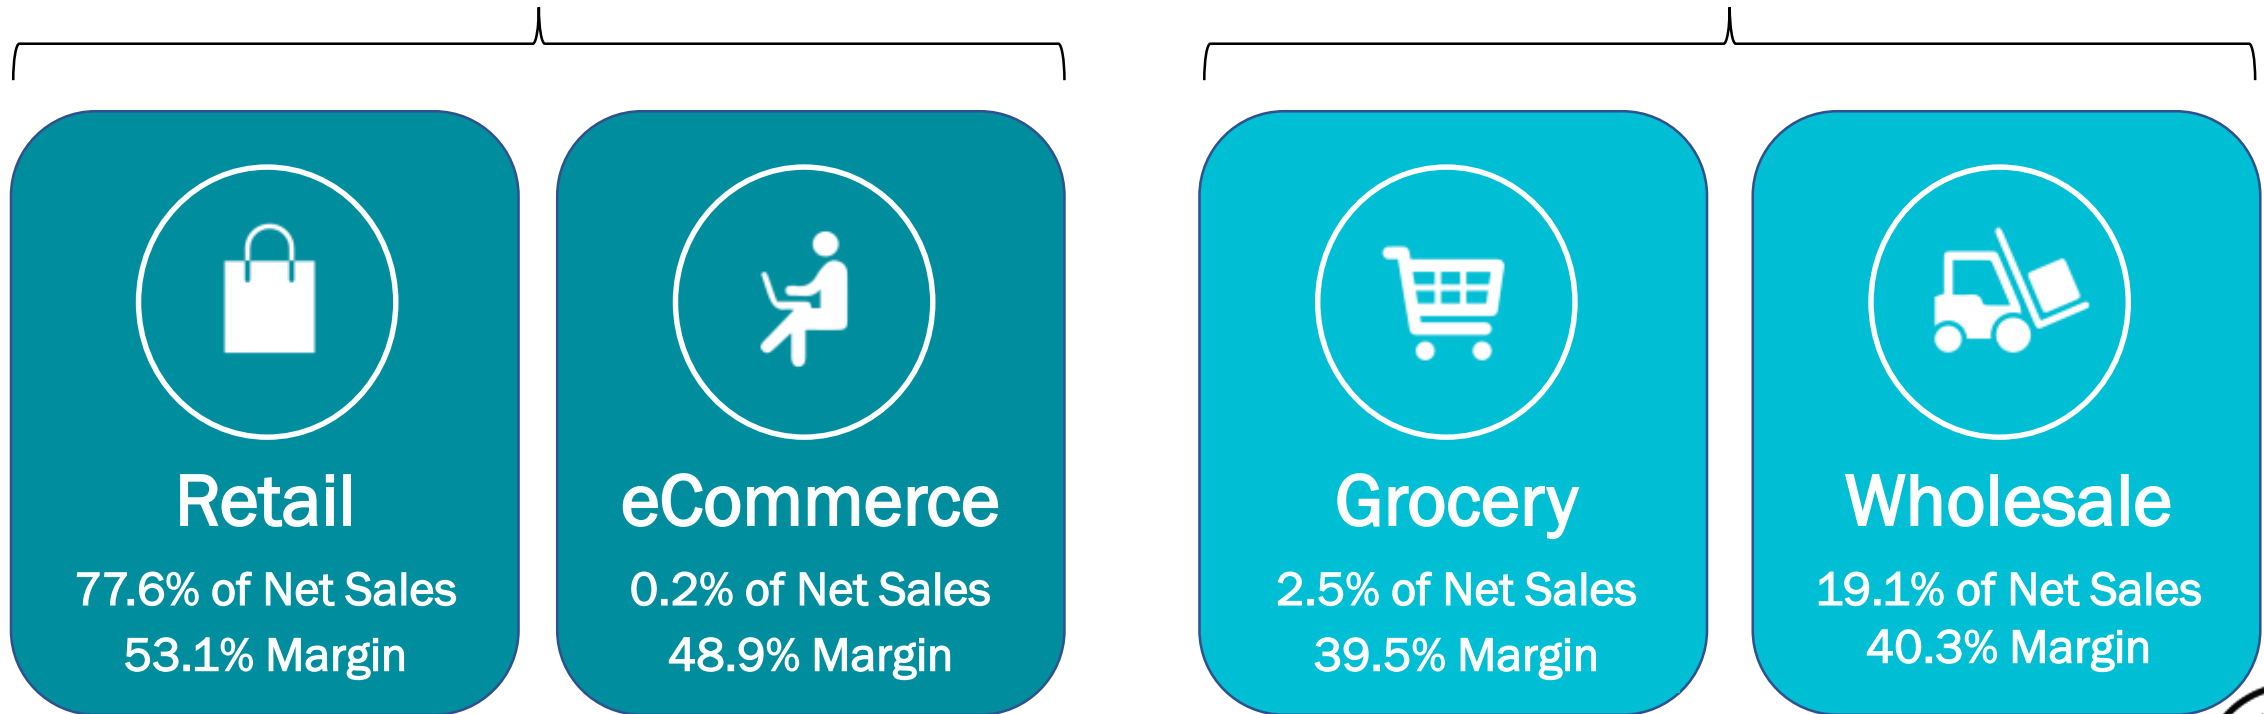 Retail
77.6% of Net Sales
53.1% Margin
eCommerce
0.2% of Net Sales
48.9% Margin
Grocery
2.5% of Net Sales
39.5% Margin
Wholesale
19.1% of Net Sales
40.3% Margin